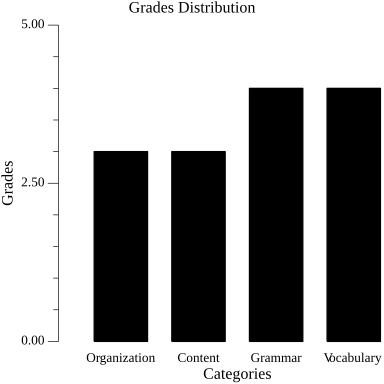 Grades Distribution
5.00
2.50
0.00
Grades
Organization Content Grammar Vocabulary
Categories